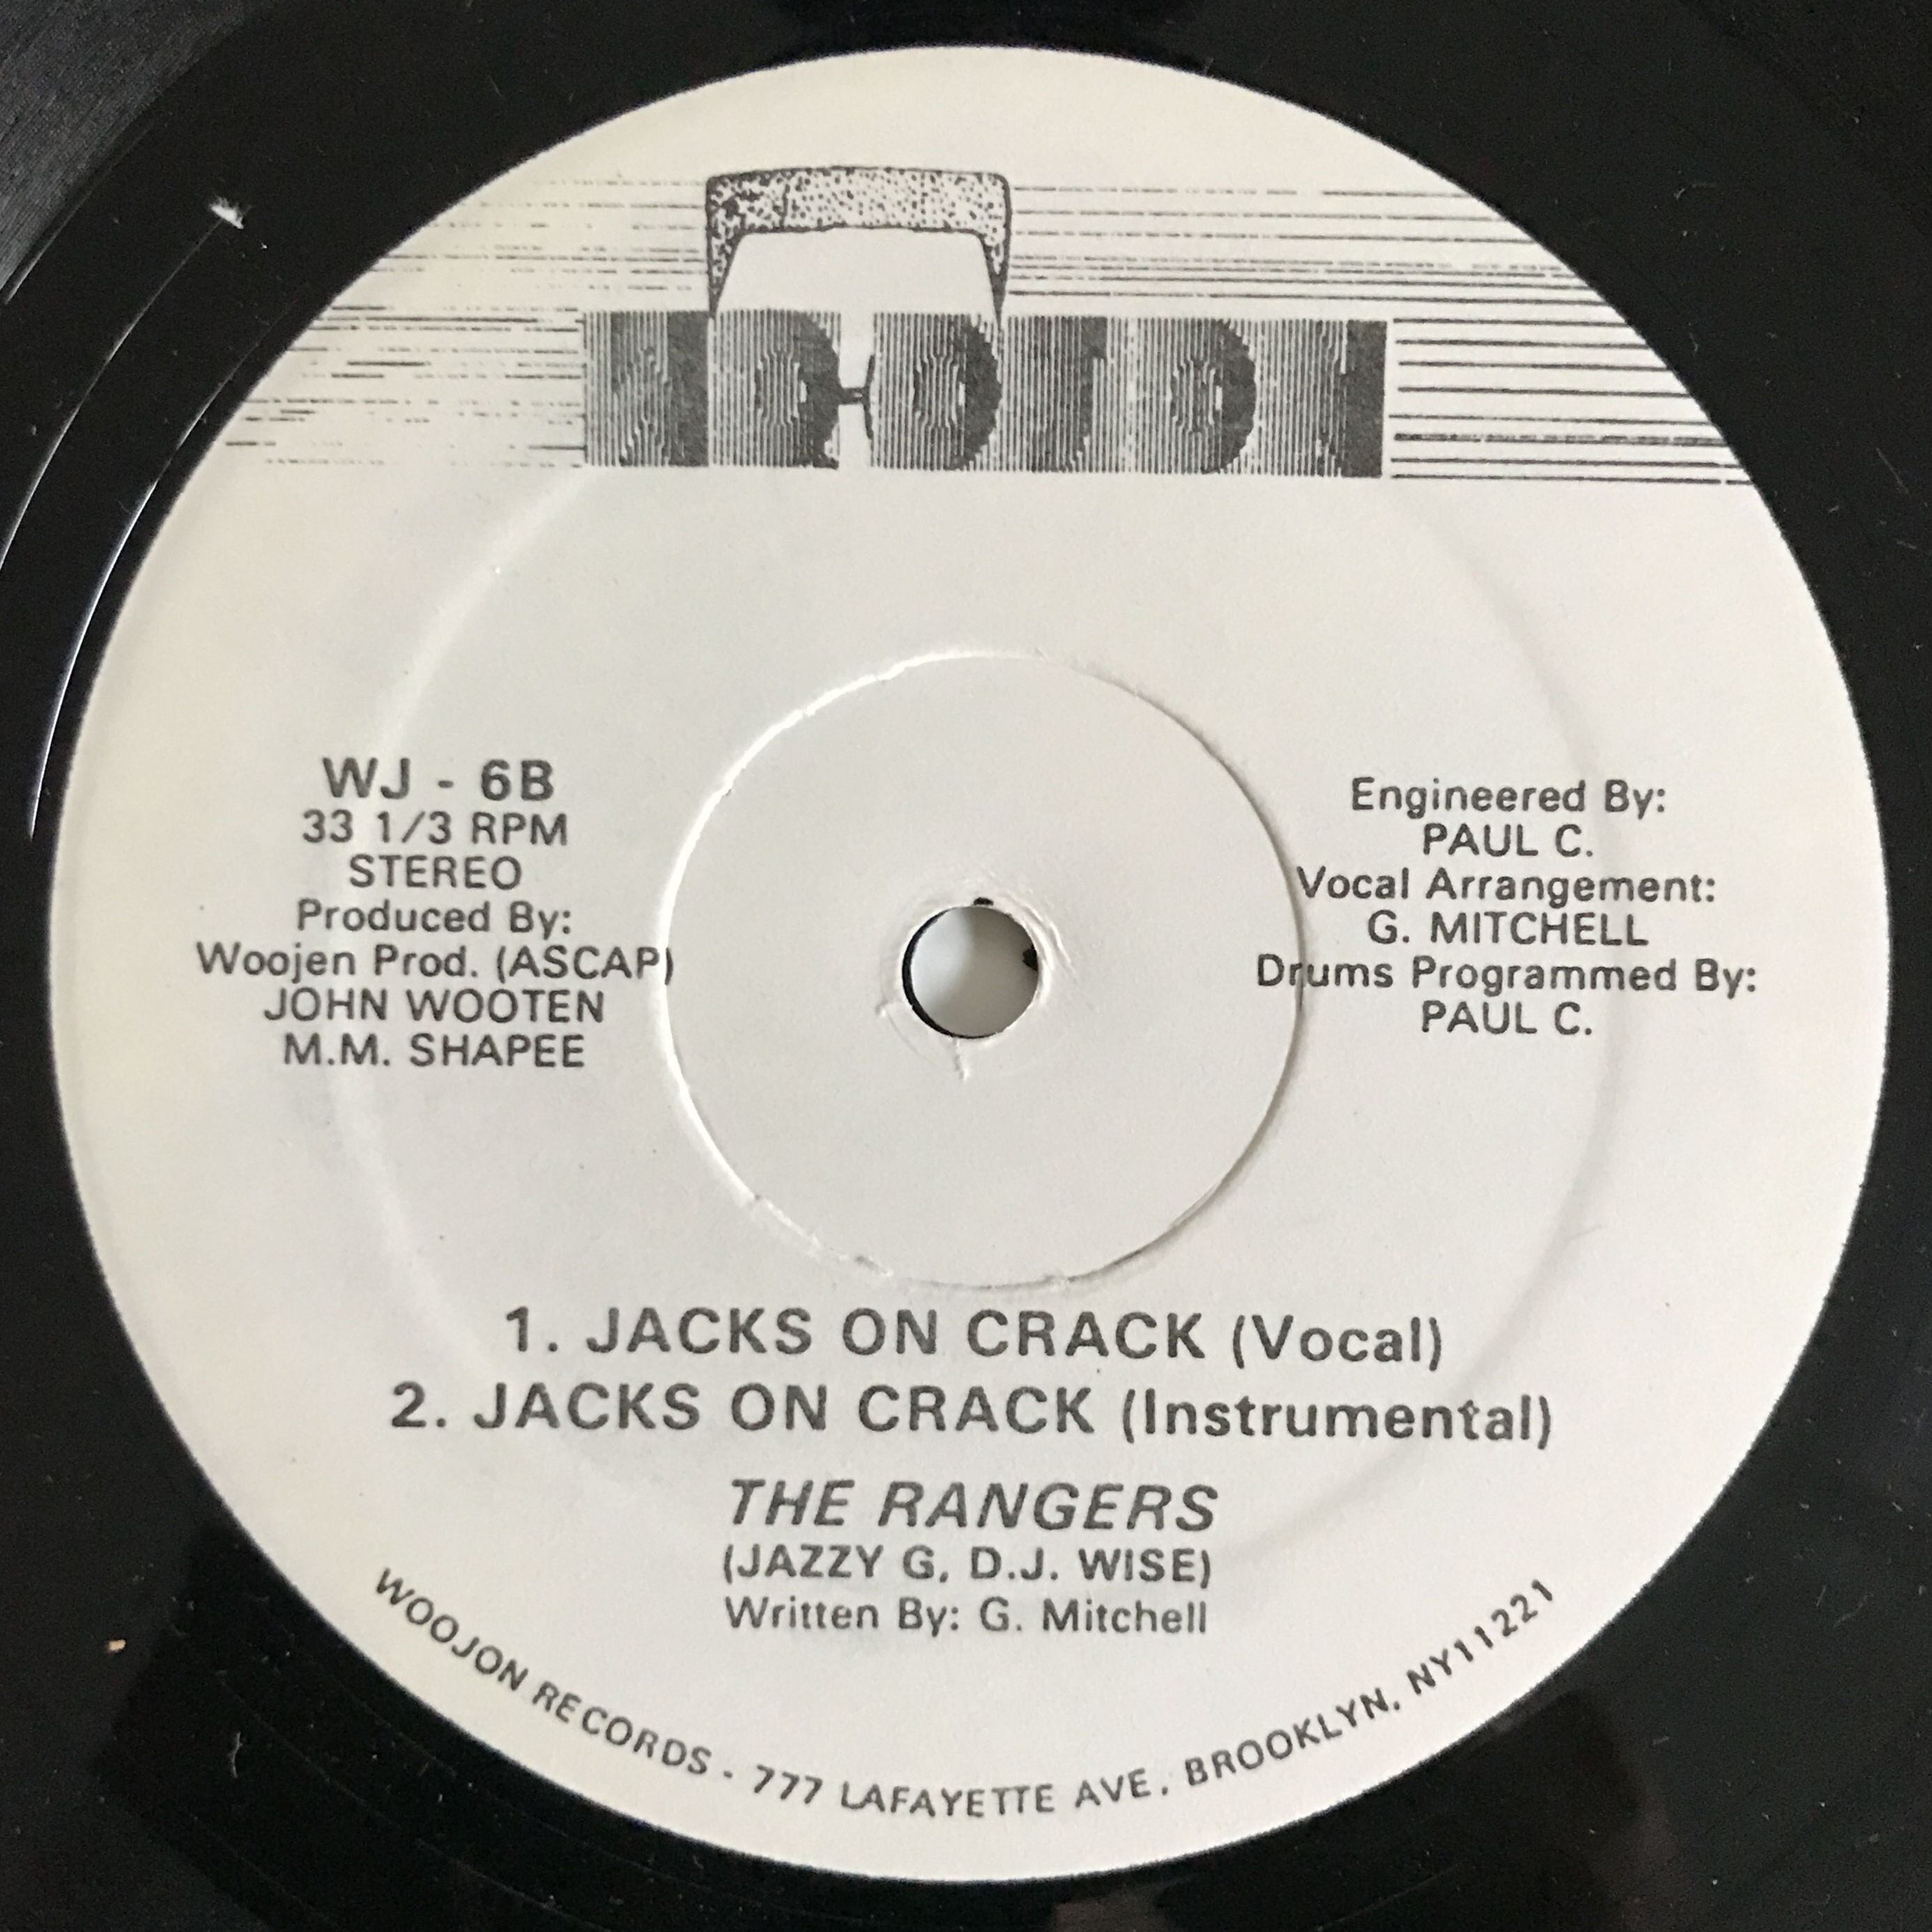 WOOJON
WJ - 6B
33 1/3 RPM
STEREO
Produced By:
Woojen Prod. (ASCAP)
JOHN WOOTEN
M.M. SHAPEE
Engineered By:
PAUL C.
Vocal Arrangement:
G. MITCHELL
Drums Programmed By:
PAUL C.
1. JACKS ON CRACK (Vocal)
2. JACKS ON CRACK (Instrumental)
THE RANGERS
(JAZZY G, D.J. WISE)
Written By: G. Mitchell
WOOJON RECORDS - 777 LAFAYETTE AVE, BROOKLYN, NY11221